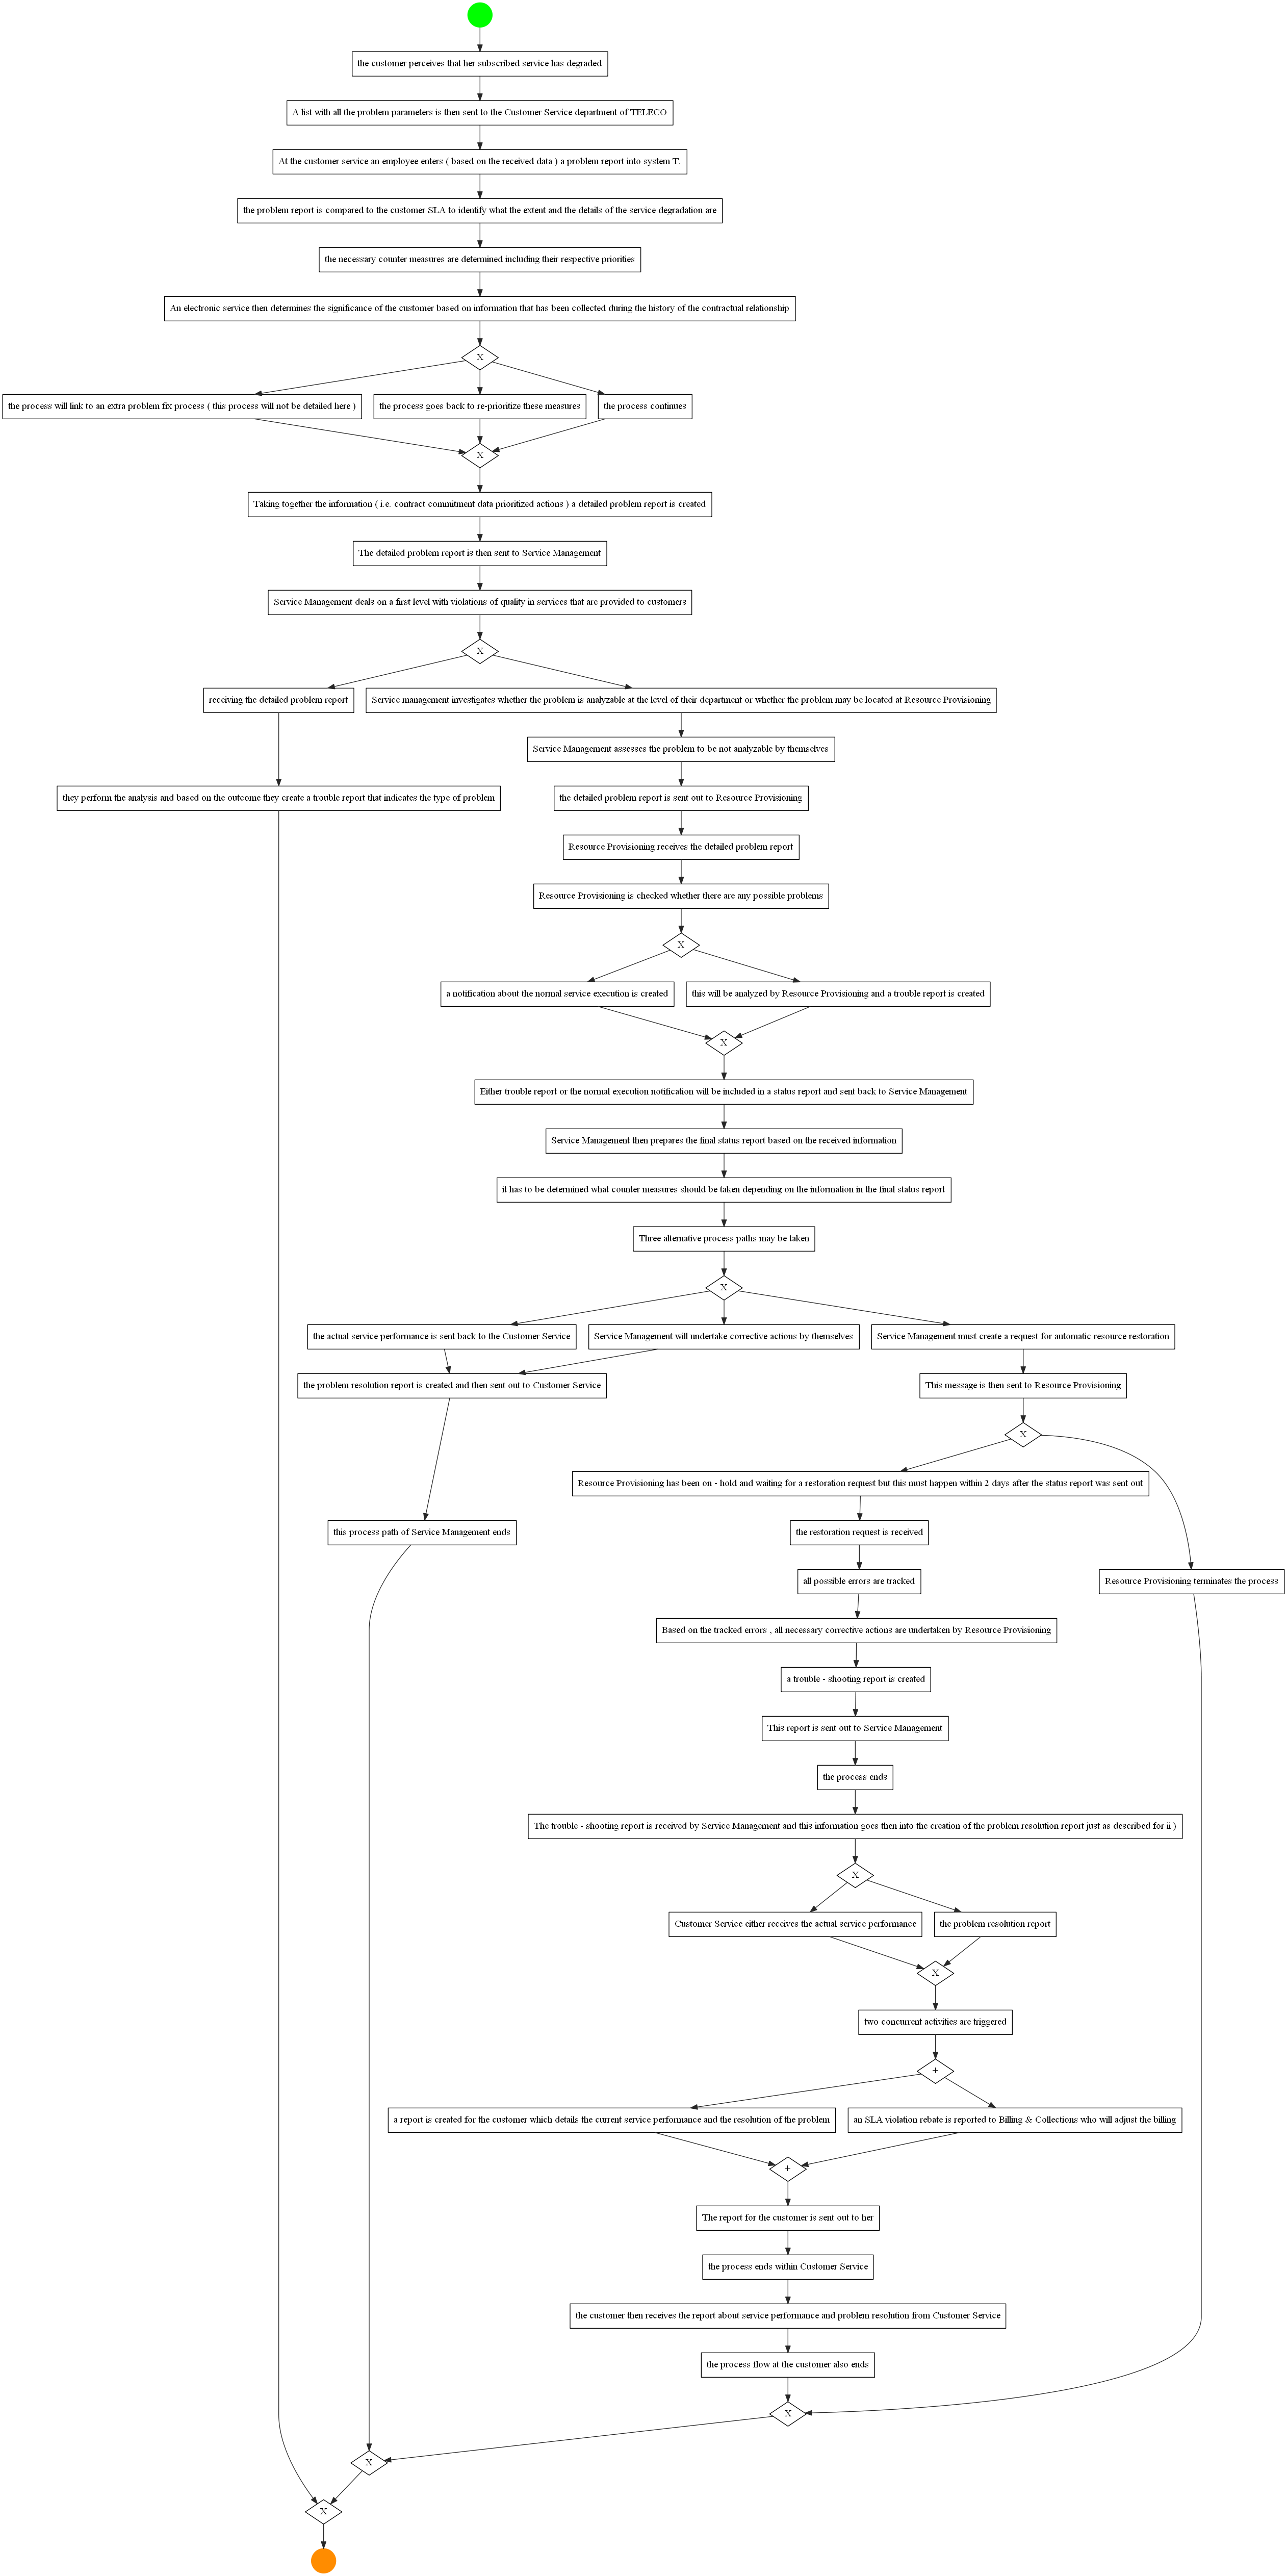 the customer perceives that her subscribed service has degraded
A list with all the problem parameters is then sent to the Customer Service department of TELECO
At the customer service an employee enters ( based on the received data ) a problem report into system T.
the problem report is compared to the customer SLA to identify what the extent and the details of the service degradation are
the necessary counter measures are determined including their respective priorities
An electronic service then determines the significance of the customer based on information that has been collected during the history of the contractual relationship
X
the process will link to an extra problem fix process ( this process will not be detailed here )
the process goes back to re-prioritize these measures
the process continues
X
Taking together the information ( i.e. contract commitment data prioritized actions ) a detailed problem report is created
The detailed problem report is then sent to Service Management
Service Management deals on a first level with violations of quality in services that are provided to customers
X
receiving the detailed problem report
Service management investigates whether the problem is analyzable at the level of their department or whether the problem may be located at Resource Provisioning
Service Management assesses the problem to be not analyzable by themselves
they perform the analysis and based on the outcome they create a trouble report that indicates the type of problem
the detailed problem report is sent out to Resource Provisioning
Resource Provisioning receives the detailed problem report
Resource Provisioning is checked whether there are any possible problems
X
a notification about the normal service execution is created
this will be analyzed by Resource Provisioning and a trouble report is created
X
Either trouble report or the normal execution notification will be included in a status report and sent back to Service Management
Service Management then prepares the final status report based on the received information
it has to be determined what counter measures should be taken depending on the information in the final status report
Three alternative process paths may be taken
X
the actual service performance is sent back to the Customer Service
Service Management will undertake corrective actions by themselves
Service Management must create a request for automatic resource restoration
the problem resolution report is created and then sent out to Customer Service
This message is then sent to Resource Provisioning
X
Resource Provisioning has been on - hold and waiting for a restoration request but this must happen within 2 days after the status report was sent out
this process path of Service Management ends
the restoration request is received
all possible errors are tracked
Resource Provisioning terminates the process
Based on the tracked errors , all necessary corrective actions are undertaken by Resource Provisioning
a trouble - shooting report is created
This report is sent out to Service Management
the process ends
The trouble - shooting report is received by Service Management and this information goes then into the creation of the problem resolution report just as described for ii )
X
Customer Service either receives the actual service performance
the problem resolution report
X
two concurrent activities are triggered
+
a report is created for the customer which details the current service performance and the resolution of the problem
an SLA violation rebate is reported to Billing & Collections who will adjust the billing
+
The report for the customer is sent out to her
the process ends within Customer Service
the customer then receives the report about service performance and problem resolution from Customer Service
the process flow at the customer also ends
X
X
X